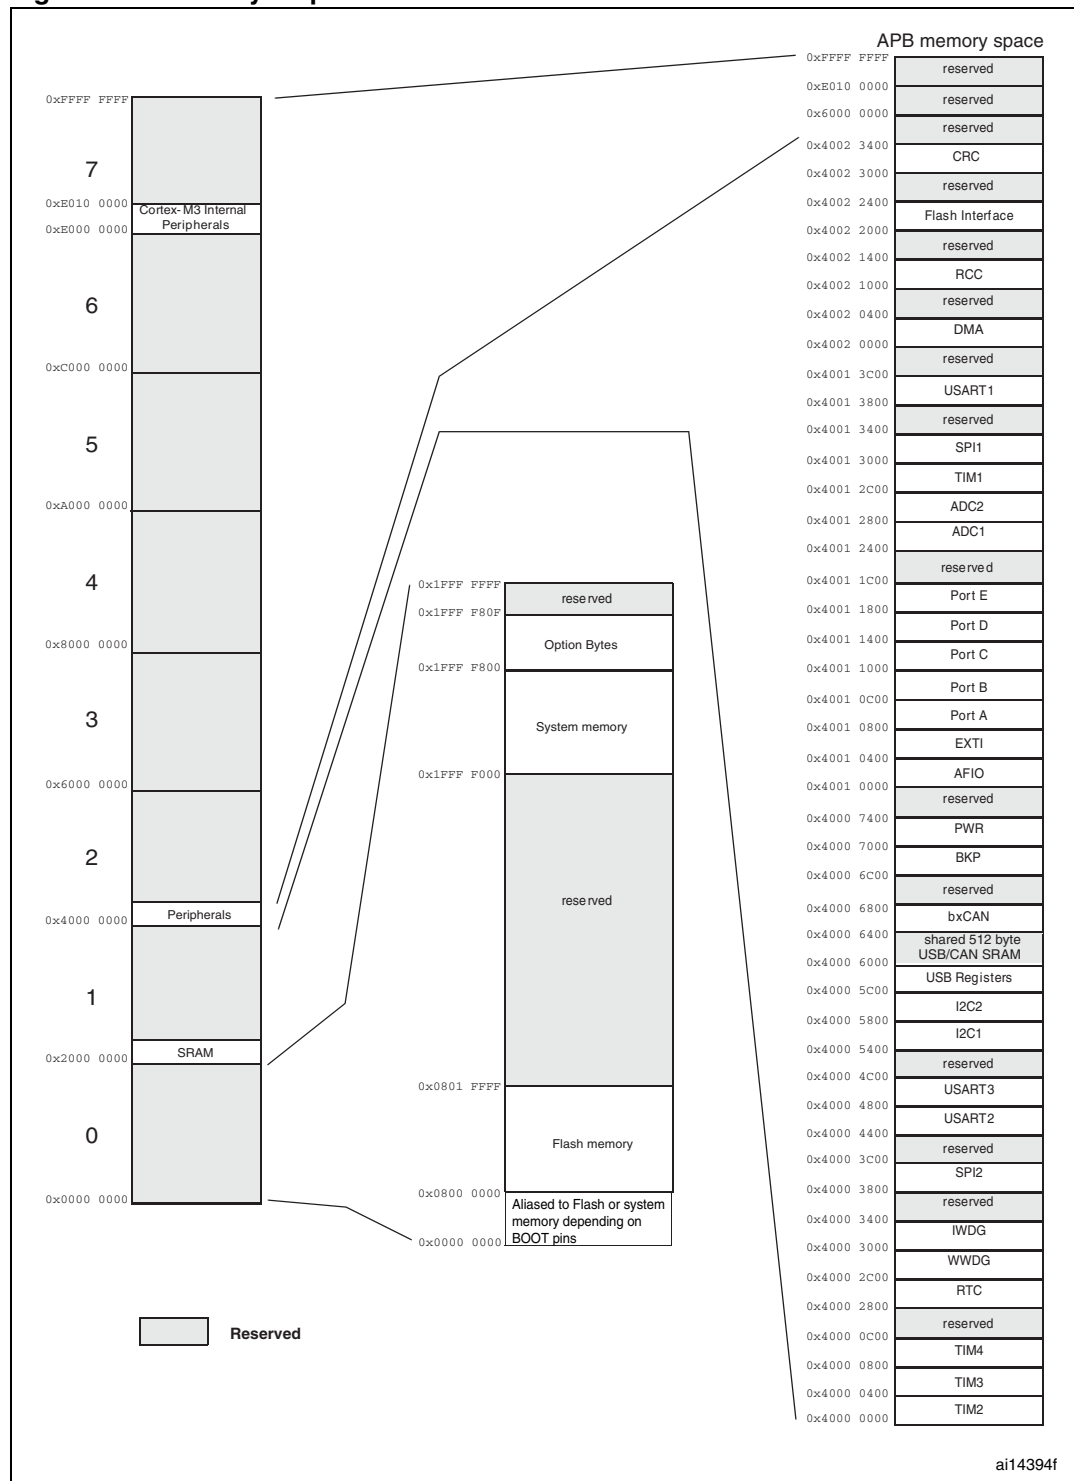 APB memory space
0xFFFF FFFF
7
0xE010 0000
Cortex-M3 Internal
Peripherals
0xE000 0000
6
0xC000 0000
5
0xA000 0000
4
0x8000 0000
3
0x6000 0000
2
Peripherals
0x4000 0000
1
SRAM
0x2000 0000
0
0x0000 0000
Reserved
0x1FFF FFFF
reserved
0x1FFF F80F
Option Bytes
0x1FFF F800
System memory
0x1FFF F000
reserved
0x0801 FFFF
Flash memory
0x0800 0000
Aliased to Flash or system
memory depending on
BOOT pins
0x0000 0000
0xFFFF FFFF
reserved
0xE010 0000
reserved
0x6000 0000
reserved
0x4002 3400
CRC
0x4002 3000
reserved
0x4002 2400
Flash Interface
0x4002 2000
reserved
0x4002 1400
RCC
0x4002 1000
reserved
0x4002 0400
DMA
0x4002 0000
reserved
0x4001 3C00
USART1
0x4001 3800
reserved
0x4001 3400
SPI1
0x4001 3000
TIM1
0x4001 2C00
ADC2
0x4001 2800
ADC1
0x4001 2400
reserved
0x4001 1C00
Port E
0x4001 1800
Port D
0x4001 1400
Port C
0x4001 1000
Port B
0x4001 0C00
Port A
0x4001 0800
EXTI
0x4001 0400
AFIO
0x4001 0000
reserved
0x4000 7400
PWR
0x4000 7000
BKP
0x4000 6C00
reserved
0x4000 6800
bxCAN
0x4000 6400
shared 512 byte
USB/CAN SRAM
0x4000 6000
USB Registers
0x4000 5C00
I2C2
0x4000 5800
I2C1
0x4000 5400
reserved
0x4000 4C00
USART3
0x4000 4800
USART2
0x4000 4400
reserved
0x4000 3C00
SPI2
0x4000 3800
reserved
0x4000 3400
IWDG
0x4000 3000
WWDG
0x4000 2C00
RTC
0x4000 2800
reserved
0x4000 0C00
TIM4
0x4000 0800
TIM3
0x4000 0400
TIM2
0x4000 0000
ai14394f